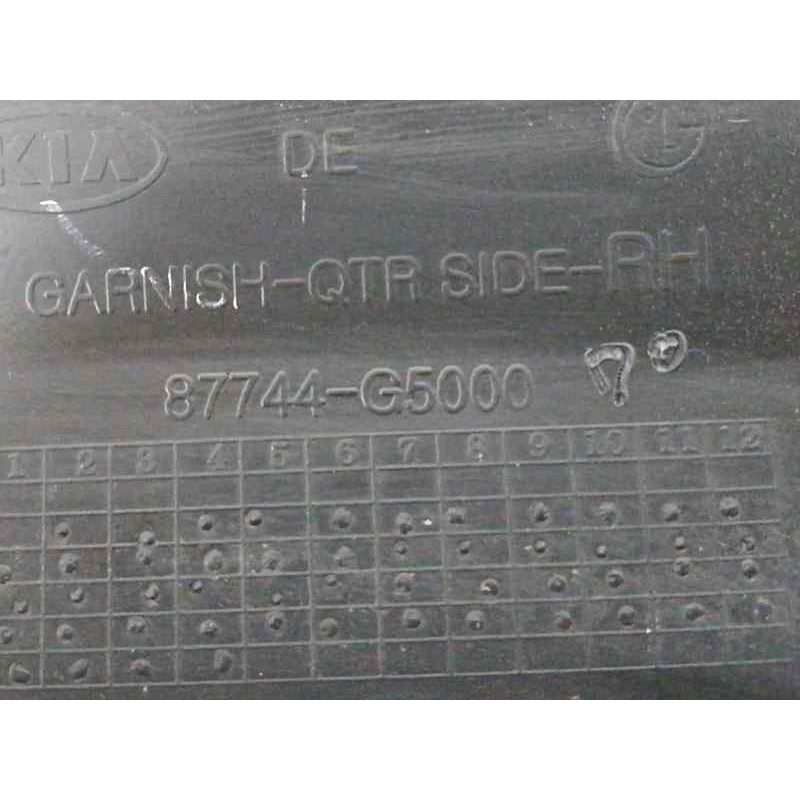 KIA DE
GARNISH-QTR SIDE-RH
87744-G5000
1 2 3 4 5 6 7 8 9 10 11 12